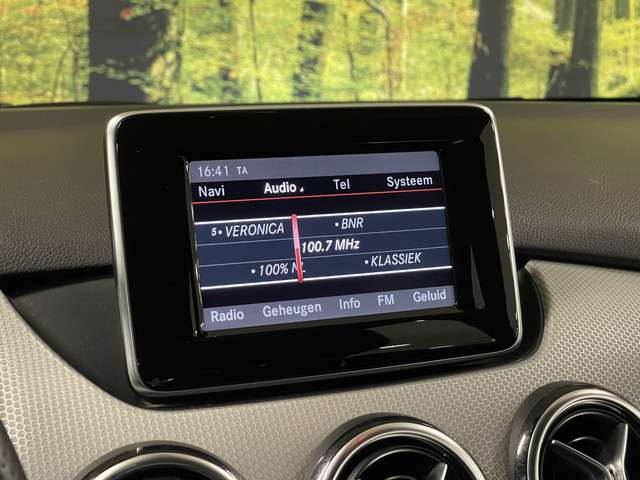 16:41 TA
Navi Audio Tel Systeem
5 • VERONICA • BNR
100.7 MHz
• 100% • KLASSIEK
Radio Geheugen Info FM Geluid